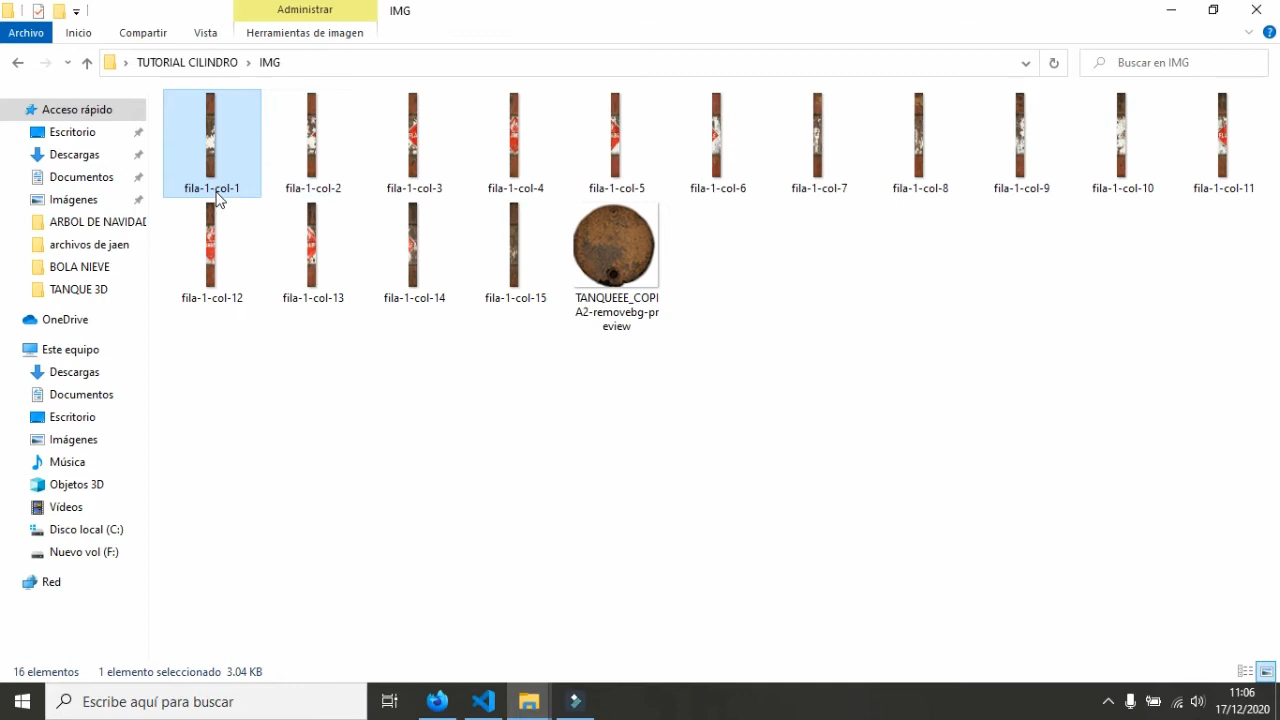 Administrar
IMG
Archivo
Inicio
Compartir
Vista
Herramientas de imagen
TUTORIAL CILINDRO
IMG
Buscar en IMG
Acceso rápido
Escritorio
Descargas
Documentos
Imágenes
ARBOL DE NAVIDAD
archivos de jaen
BOLA NIEVE
TANQUE 3D
OneDrive
Este equipo
Descargas
Documentos
Escritorio
Imágenes
Música
Objetos 3D
Vídeos
Disco local (C:)
Nuevo vol (F:)
Red
fila-1-col-1
fila-1-col-2
fila-1-col-3
fila-1-col-4
fila-1-col-5
fila-1-col-6
fila-1-col-7
fila-1-col-8
fila-1-col-9
fila-1-col-10
fila-1-col-11
fila-1-col-12
fila-1-col-13
fila-1-col-14
fila-1-col-15
TANQUEEE_COPI
A2-removebg-pr
eview
16 elementos
1 elemento seleccionado 3.04 KB
Escribe aquí para buscar
11:06
17/12/2020